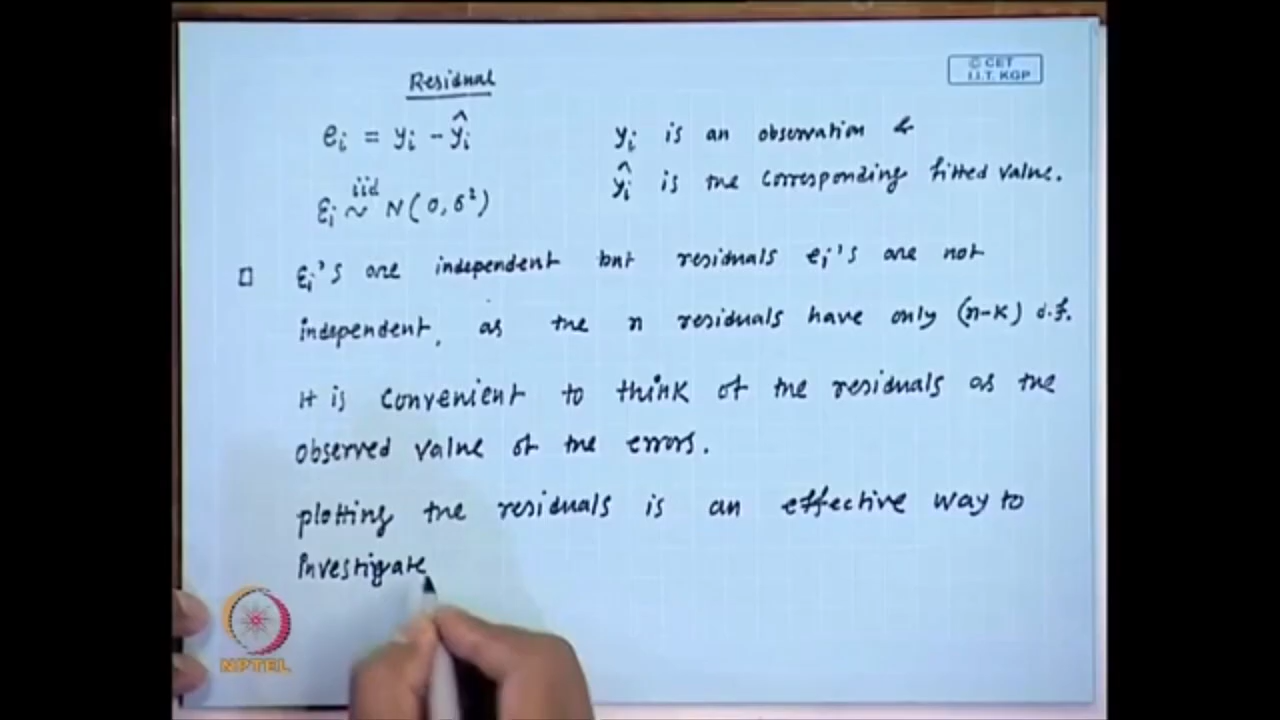 Residual
© CET
I.I.T. KGP
eᵢ = yᵢ - ŷᵢ
yᵢ is an observation &
ŷᵢ is the corresponding fitted value.
εᵢ iid ~ N(0, σ²)
□ εᵢ's are independent but residuals eᵢ's are not
independent, as the n residuals have only (n-k) d.f.
It is convenient to think of the residuals as the
observed value of the errors.
plotting the residuals is an effective way to
investigate
NPTEL